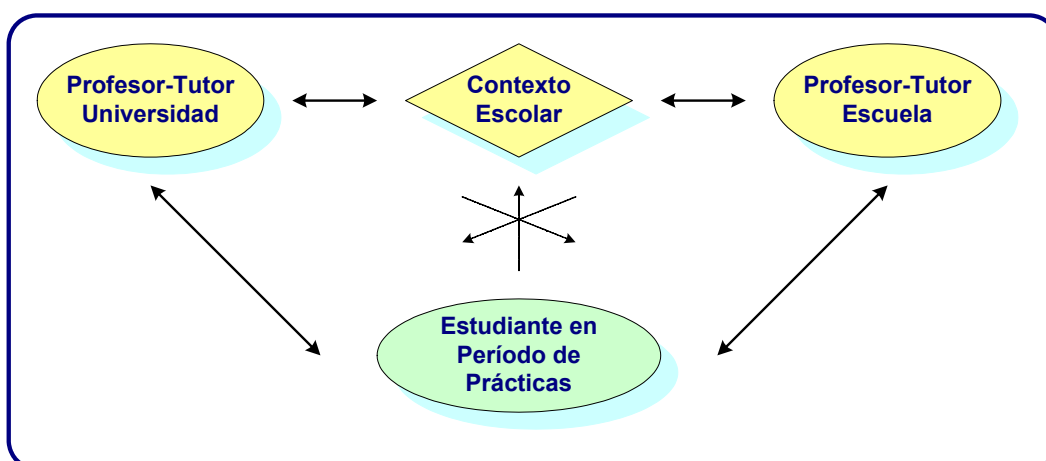 Profesor-Tutor
Universidad
Contexto
Escolar
Profesor-Tutor
Escuela
Estudiante en
Período de
Prácticas